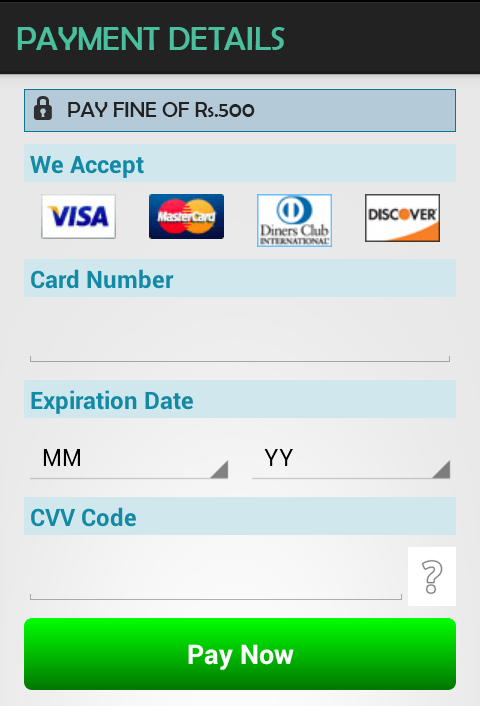 PAYMENT DETAILS
PAY FINE OF Rs.500
We Accept
VISA MasterCard Diners Club INTERNATIONAL DISCOVER
Card Number
Expiration Date
MM YY
CVV Code
?
Pay Now